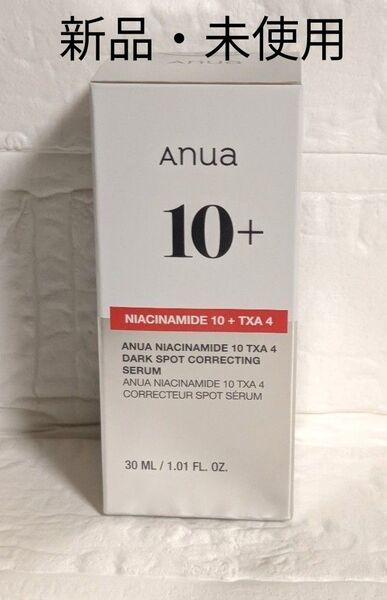 新品・未使用
Anua
Anua
10+
NIACINAMIDE 10 + TXA 4
ANUA NIACINAMIDE 10 TXA 4
DARK SPOT CORRECTING
SERUM
ANUA NIACINAMIDE 10 TXA 4
CORRECTEUR SPOT SÉRUM
30 ML / 1.01 FL. OZ.